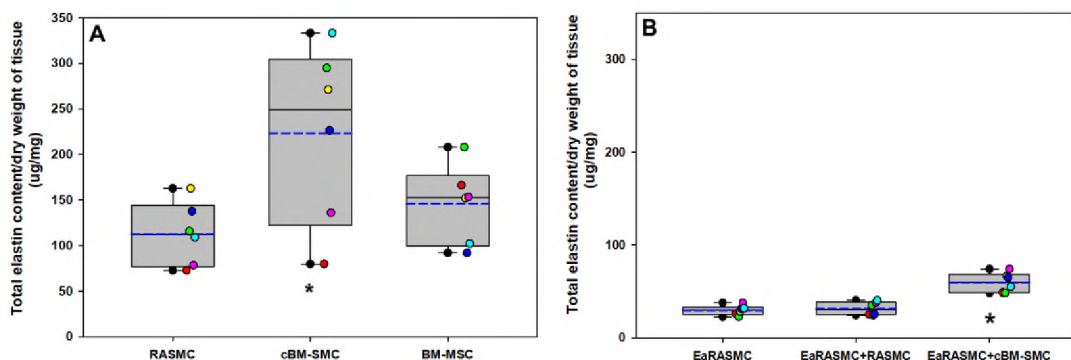 A
Total elastin content/dry weight of tissue
(ug/mg)
350
300
250
200
150
100
50
0
*
RASMC
cBM-SMC
BM-MSC
B
Total elastin content/dry weight of tissue
(ug/mg)
300
200
100
0
*
EaRASMC
EaRASMC+RASMC
EaRASMC+cBM-SMC